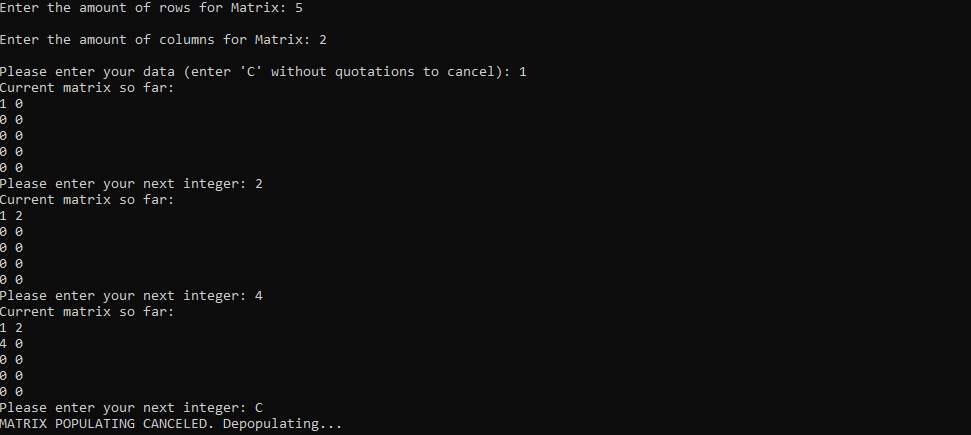 Enter the amount of rows for Matrix: 5
Enter the amount of columns for Matrix: 2
Please enter your data (enter 'C' without quotations to cancel): 1
Current matrix so far:
1 0
0 0
0 0
0 0
0 0
Please enter your next integer: 2
Current matrix so far:
1 2
0 0
0 0
0 0
0 0
Please enter your next integer: 4
Current matrix so far:
1 2
4 0
0 0
0 0
0 0
Please enter your next integer: C
MATRIX POPULATING CANCELED. Depopulating...